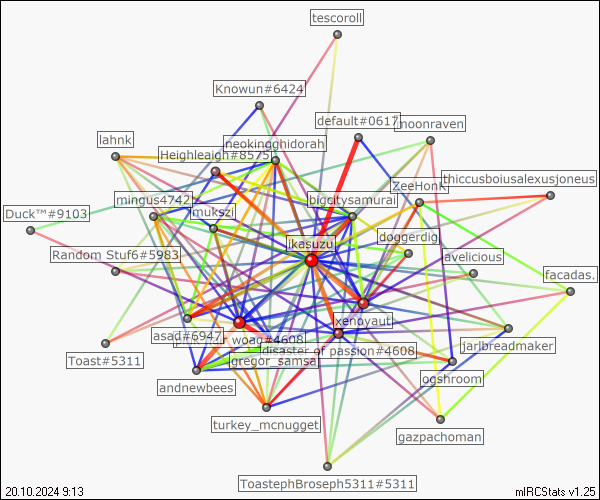 tescoroll
Knowun#6424
default#0617
moonraven
lahnk
neokingghidorah
Heighleigh#8575
ZeeHonk
thiccusboiusalexusjoneus
mingus4742
bigcitysamurai
Duck™#9103
mukszi
ikasuzu
doggerdig
Random Stuf6#5983
avelicious
facadas.
xenoyaut
asad#6947
woag#4608
disaster of passion#4608
jarlbreadmaker
Toast#5311
gregor_samsa
andnewbees
ogshroom
turkey_mcnugget
gazpachoman
ToastephBroseph5311#5311
20.10.2024 9:13
mIRCStats v1.25